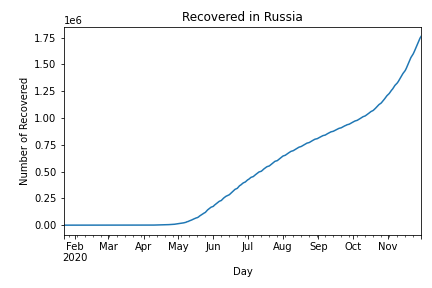 Recovered in Russia
1e6
1.75
1.50
1.25
1.00
0.75
0.50
0.25
0.00
Number of Recovered
Feb Mar Apr May Jun Jul Aug Sep Oct Nov
2020
Day